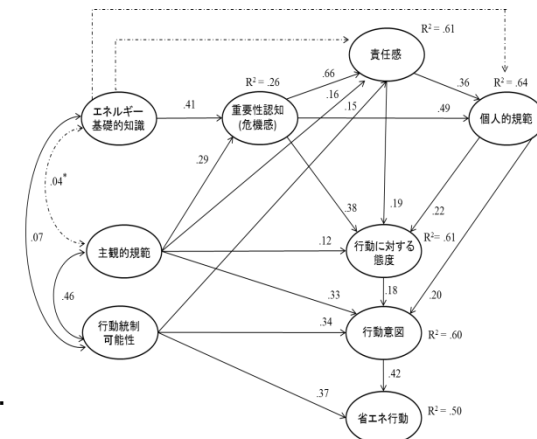 R² = .61
責任感
R² = .26
.66
.36
R² = .64
エネルギー
基礎的知識
.41
重要性認知
(危機感)
.16
.15
.49
個人的規範
.29
.04*
.38
.19
.22
.07
主観的規範
.12
行動に対する
態度
R²= .61
.46
.33
.18
.20
行動統制
可能性
.34
行動意図
R² = .60
.37
.42
省エネ行動
R² = .50